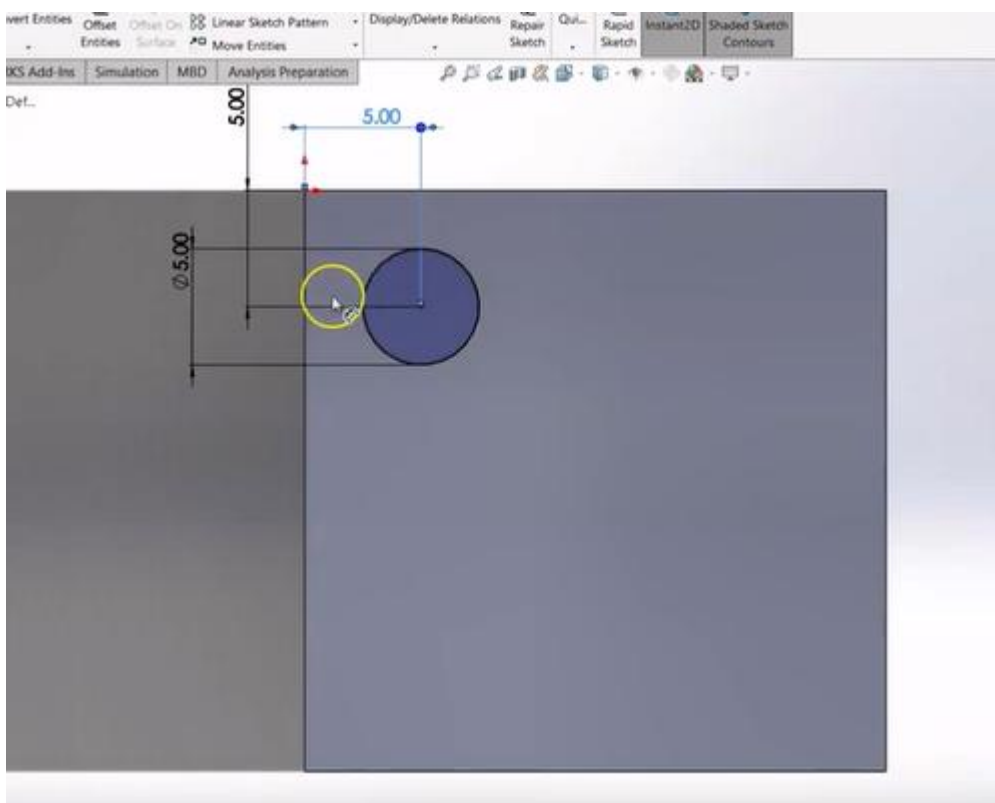 vert Entities
Offset
Entities
Offset On
Surface
Linear Sketch Pattern
Move Entities
Display/Delete Relations
Repair
Sketch
Qui...
Rapid
Sketch
Instant2D
Shaded Sketch
Contours
KS Add-Ins
Simulation
MBD
Analysis Preparation
Def...
5.00
5.00
∅5.00